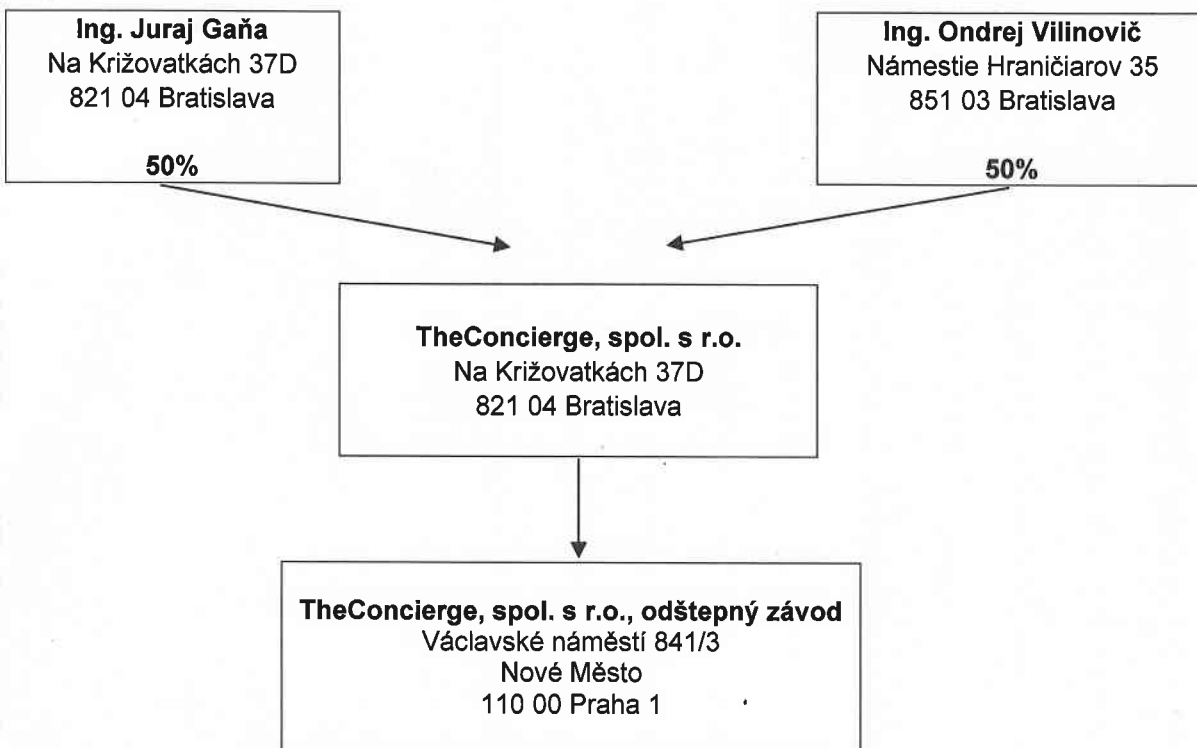 Ing. Juraj Gaňa
Na Križovatkách 37D
821 04 Bratislava
50%
Ing. Ondrej Vilinovič
Námestie Hraničiarov 35
851 03 Bratislava
50%
TheConcierge, spol. s r.o.
Na Križovatkách 37D
821 04 Bratislava
TheConcierge, spol. s r.o., odštepný závod
Václavské náměstí 841/3
Nové Město
110 00 Praha 1